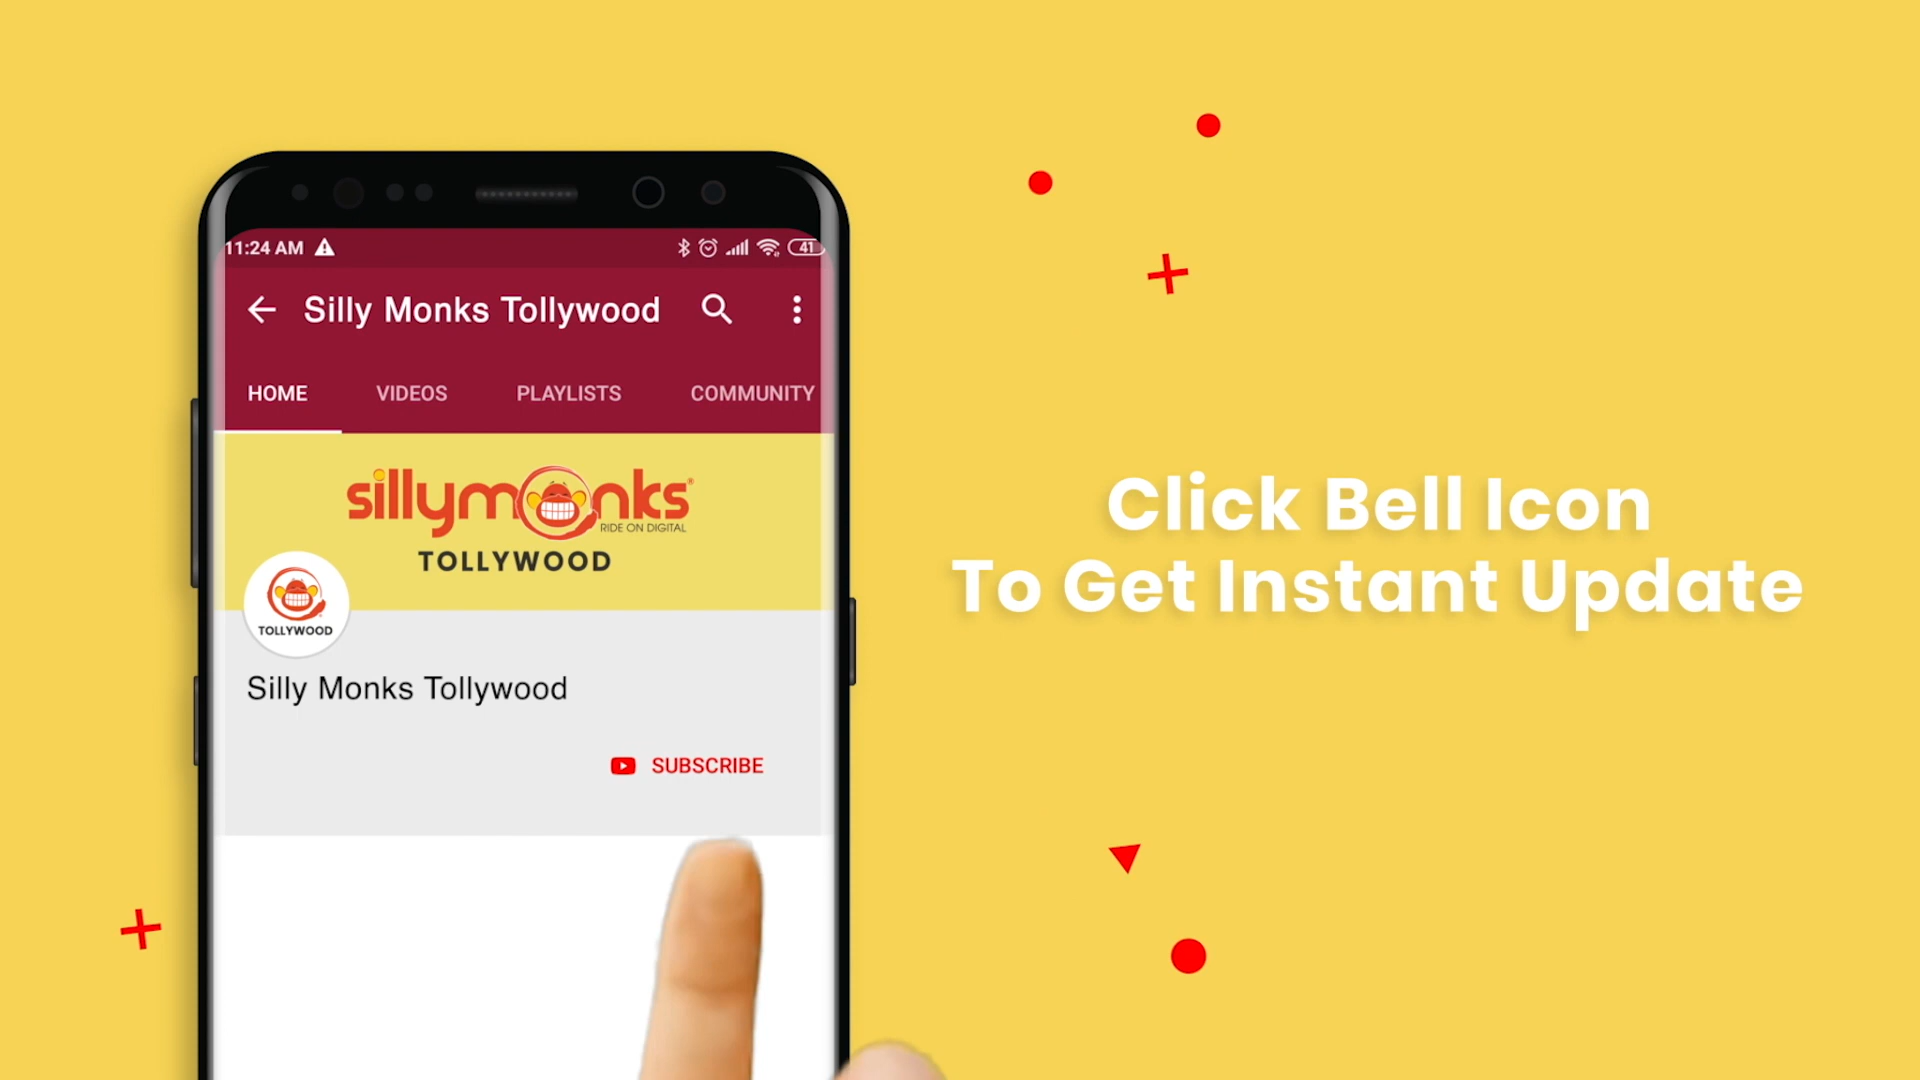 11:24 AM
41
Silly Monks Tollywood
HOME VIDEOS PLAYLISTS COMMUNITY
sillymonks®
RIDE ON DIGITAL
TOLLYWOOD
TOLLYWOOD
Silly Monks Tollywood
SUBSCRIBE
Click Bell Icon
To Get Instant Update